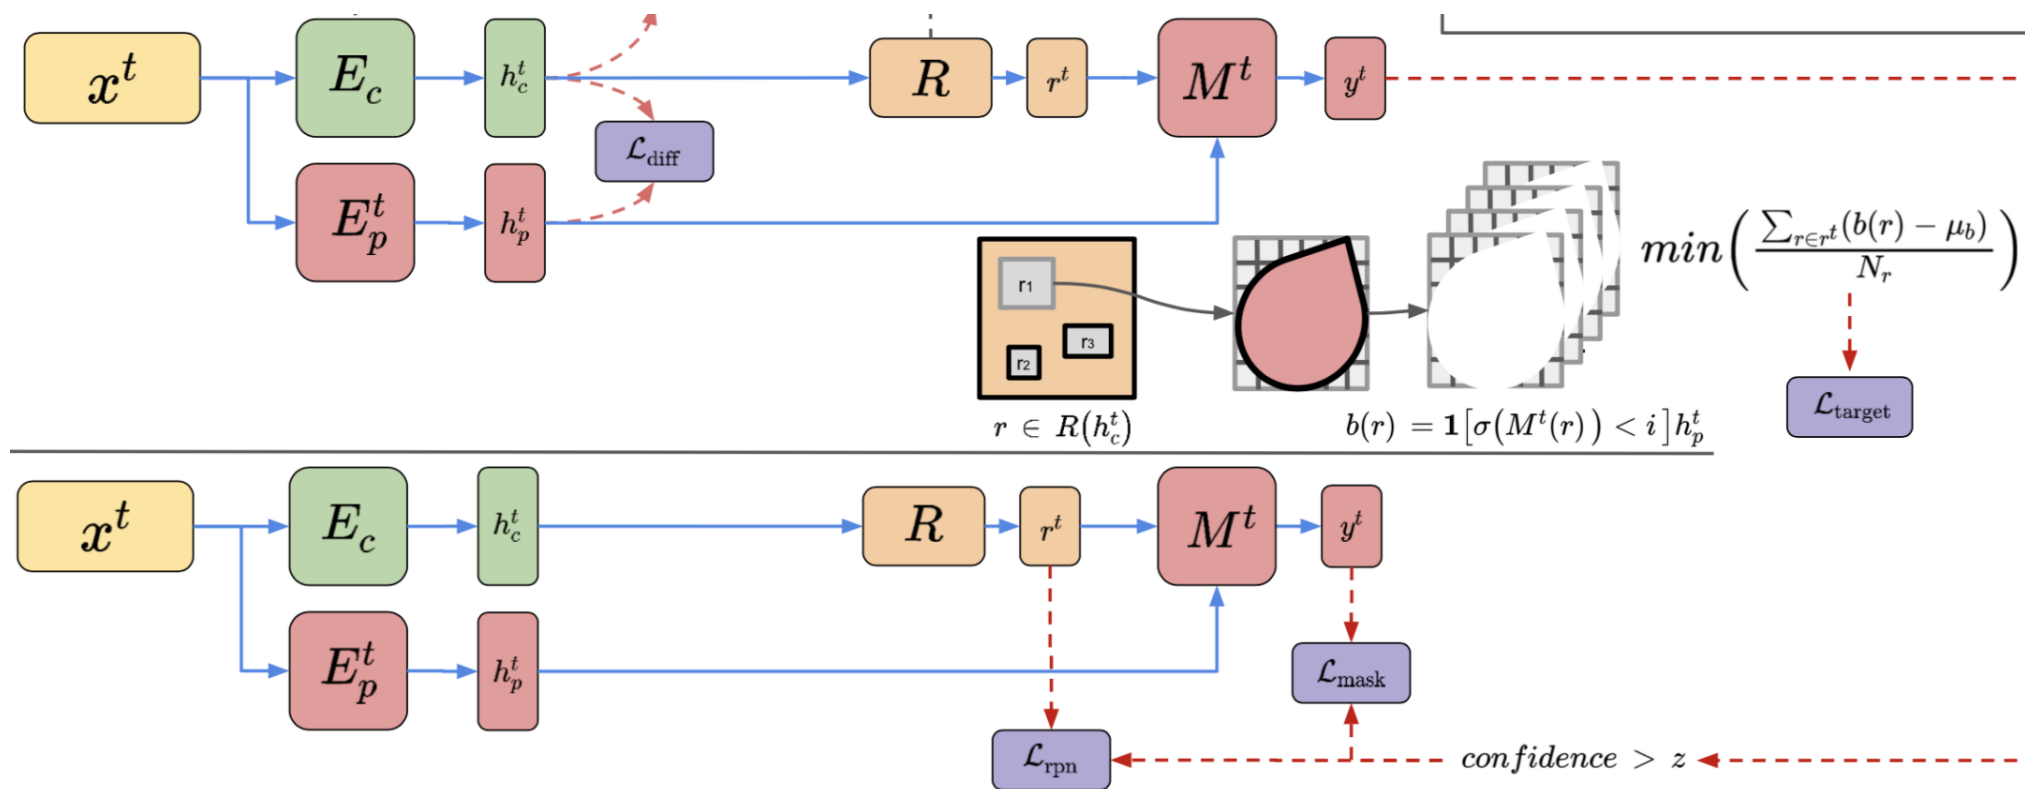 x^t
E_c
h_c^t
R
r^t
M^t
y^t
L_diff
E_p^t
h_p^t
r1
r2
r3
r ∈ R(h_c^t)
b(r) = 1[σ(M^t(r)) < i]h_p^t
min(∑_{r∈r^t}(b(r) − μ_b) / N_r)
L_target
x^t
E_c
h_c^t
R
r^t
M^t
y^t
E_p^t
h_p^t
L_mask
L_rpn
confidence > z